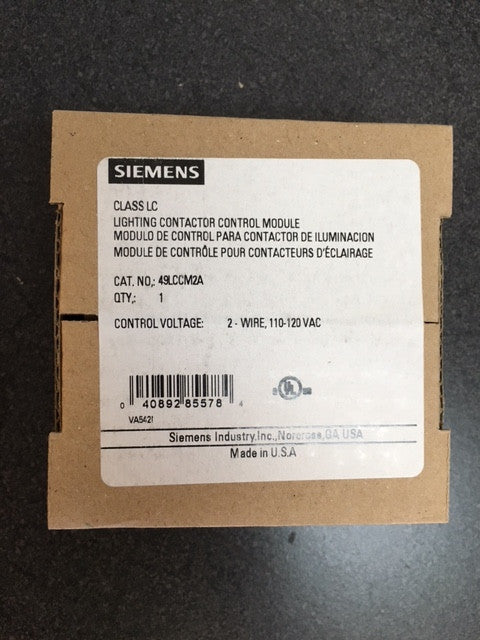 SIEMENS
CLASS LC
LIGHTING CONTACTOR CONTROL MODULE
MODULO DE CONTROL PARA CONTACTOR DE ILUMINACION
MODULE DE CONTRÔLE POUR CONTACTEURS D'ÉCLAIRAGE
CAT. NO.: 49LCCM2A
QTY.: 1
CONTROL VOLTAGE: 2 - WIRE, 110-120 VAC
0 40892 85578 4
UL
Siemens Industry, Inc., Norcross, GA USA
Made in U.S.A